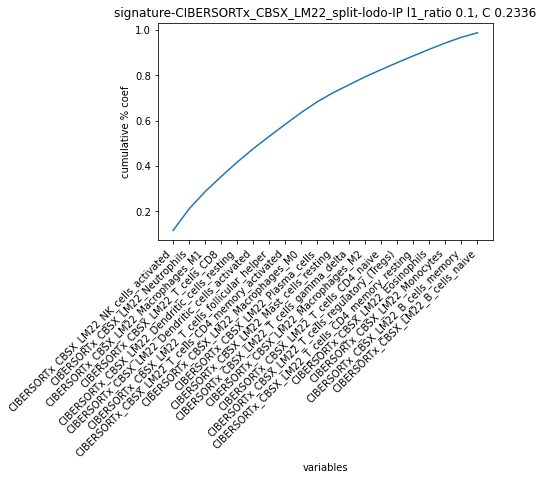 signature-CIBERSORTx_CBSX_LM22_split-lodo-IP l1_ratio 0.1, C 0.2336
1.0
0.8
0.6
0.4
0.2
cumulative % coef
CIBERSORTx_CBSX_LM22_NK_cells_activated
CIBERSORTx_CBSX_LM22_Neutrophils
CIBERSORTx_CBSX_LM22_Macrophages_M1
CIBERSORTx_CBSX_LM22_T_cells_CD8
CIBERSORTx_CBSX_LM22_Dendritic_cells_resting
CIBERSORTx_CBSX_LM22_Dendritic_cells_activated
CIBERSORTx_CBSX_LM22_T_cells_follicular_helper
CIBERSORTx_CBSX_LM22_T_cells_CD4_memory_activated
CIBERSORTx_CBSX_LM22_Macrophages_M0
CIBERSORTx_CBSX_LM22_Plasma_cells
CIBERSORTx_CBSX_LM22_Mast_cells_resting
CIBERSORTx_CBSX_LM22_T_cells_gamma_delta
CIBERSORTx_CBSX_LM22_Macrophages_M2
CIBERSORTx_CBSX_LM22_T_cells_CD4_naive
CIBERSORTx_CBSX_LM22_T_cells_regulatory_(Tregs)
CIBERSORTx_CBSX_LM22_T_cells_CD4_memory_resting
CIBERSORTx_CBSX_LM22_Eosinophils
CIBERSORTx_CBSX_LM22_Monocytes
CIBERSORTx_CBSX_LM22_B_cells_memory
CIBERSORTx_CBSX_LM22_B_cells_naive
variables